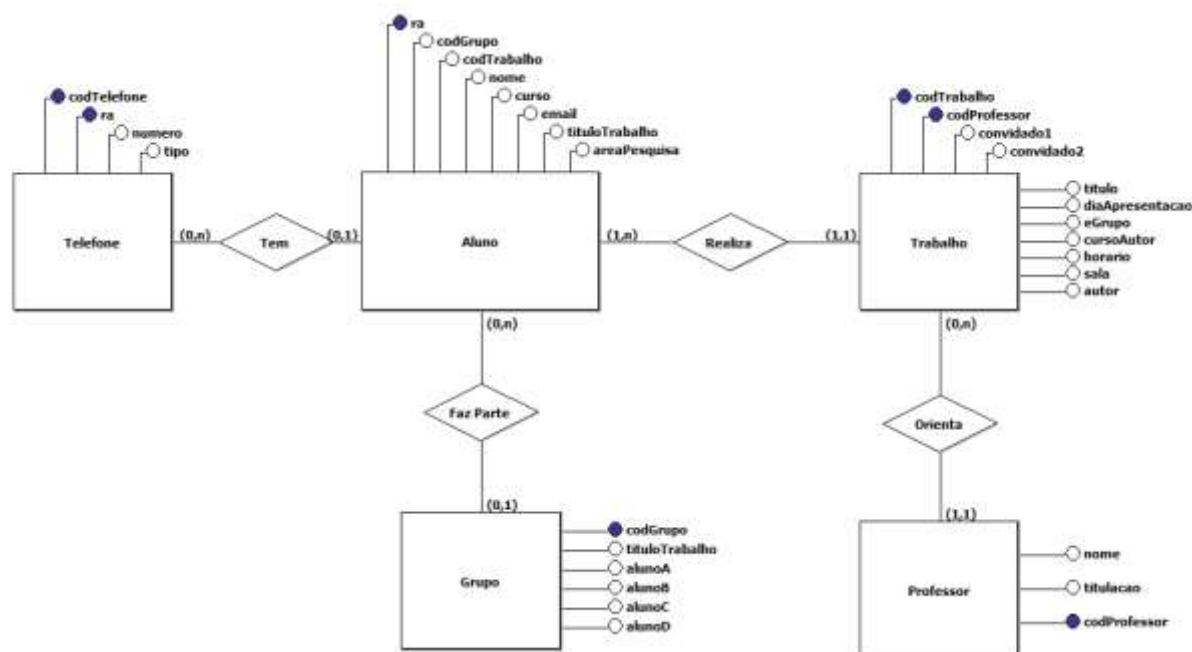 ra
codGrupo
codTrabalho
nome
curso
email
tituloTrabalho
areaPesquisa
codTelefone
ra
numero
tipo
codTrabalho
codProfessor
convidado1
convidado2
Telefone
(0,n)
Tem
(0,1)
Aluno
(1,n)
Realiza
(1,1)
Trabalho
titulo
diaApresentacao
eGrupo
cursoAutor
horario
sala
autor
(0,n)
(0,n)
Faz Parte
Orienta
(0,1)
(1,1)
Grupo
codGrupo
tituloTrabalho
alunoA
alunoB
alunoC
alunoD
Professor
nome
titulacao
codProfessor